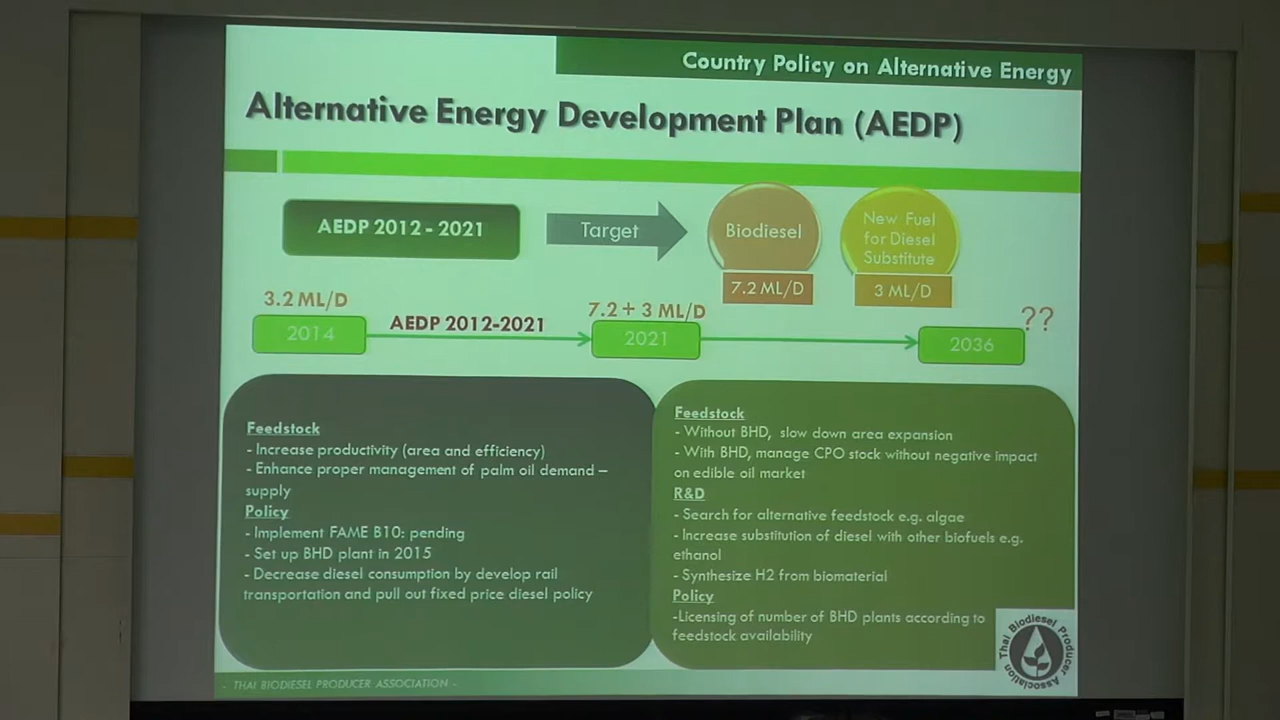 Country Policy on Alternative Energy
Alternative Energy Development Plan (AEDP)
AEDP 2012 - 2021
Target
Biodiesel
7.2 ML/D
New Fuel
for Diesel
Substitute
3 ML/D
3.2 ML/D
2014
AEDP 2012-2021
7.2 + 3 ML/D
2021
2036
??
Feedstock
- Increase productivity (area and efficiency)
- Enhance proper management of palm oil demand –
supply
Policy
- Implement FAME B10: pending
- Set up BHD plant in 2015
- Decrease diesel consumption by develop rail
transportation and pull out fixed price diesel policy
Feedstock
- Without BHD, slow down area expansion
- With BHD, manage CPO stock without negative impact
on edible oil market
R&D
- Search for alternative feedstock e.g. algae
- Increase substitution of diesel with other biofuels e.g.
ethanol
- Synthesize H2 from biomaterial
Policy
-Licensing of number of BHD plants according to
feedstock availability
Thai Biodiesel Producer Association
- THAI BIODIESEL PRODUCER ASSOCIATION -